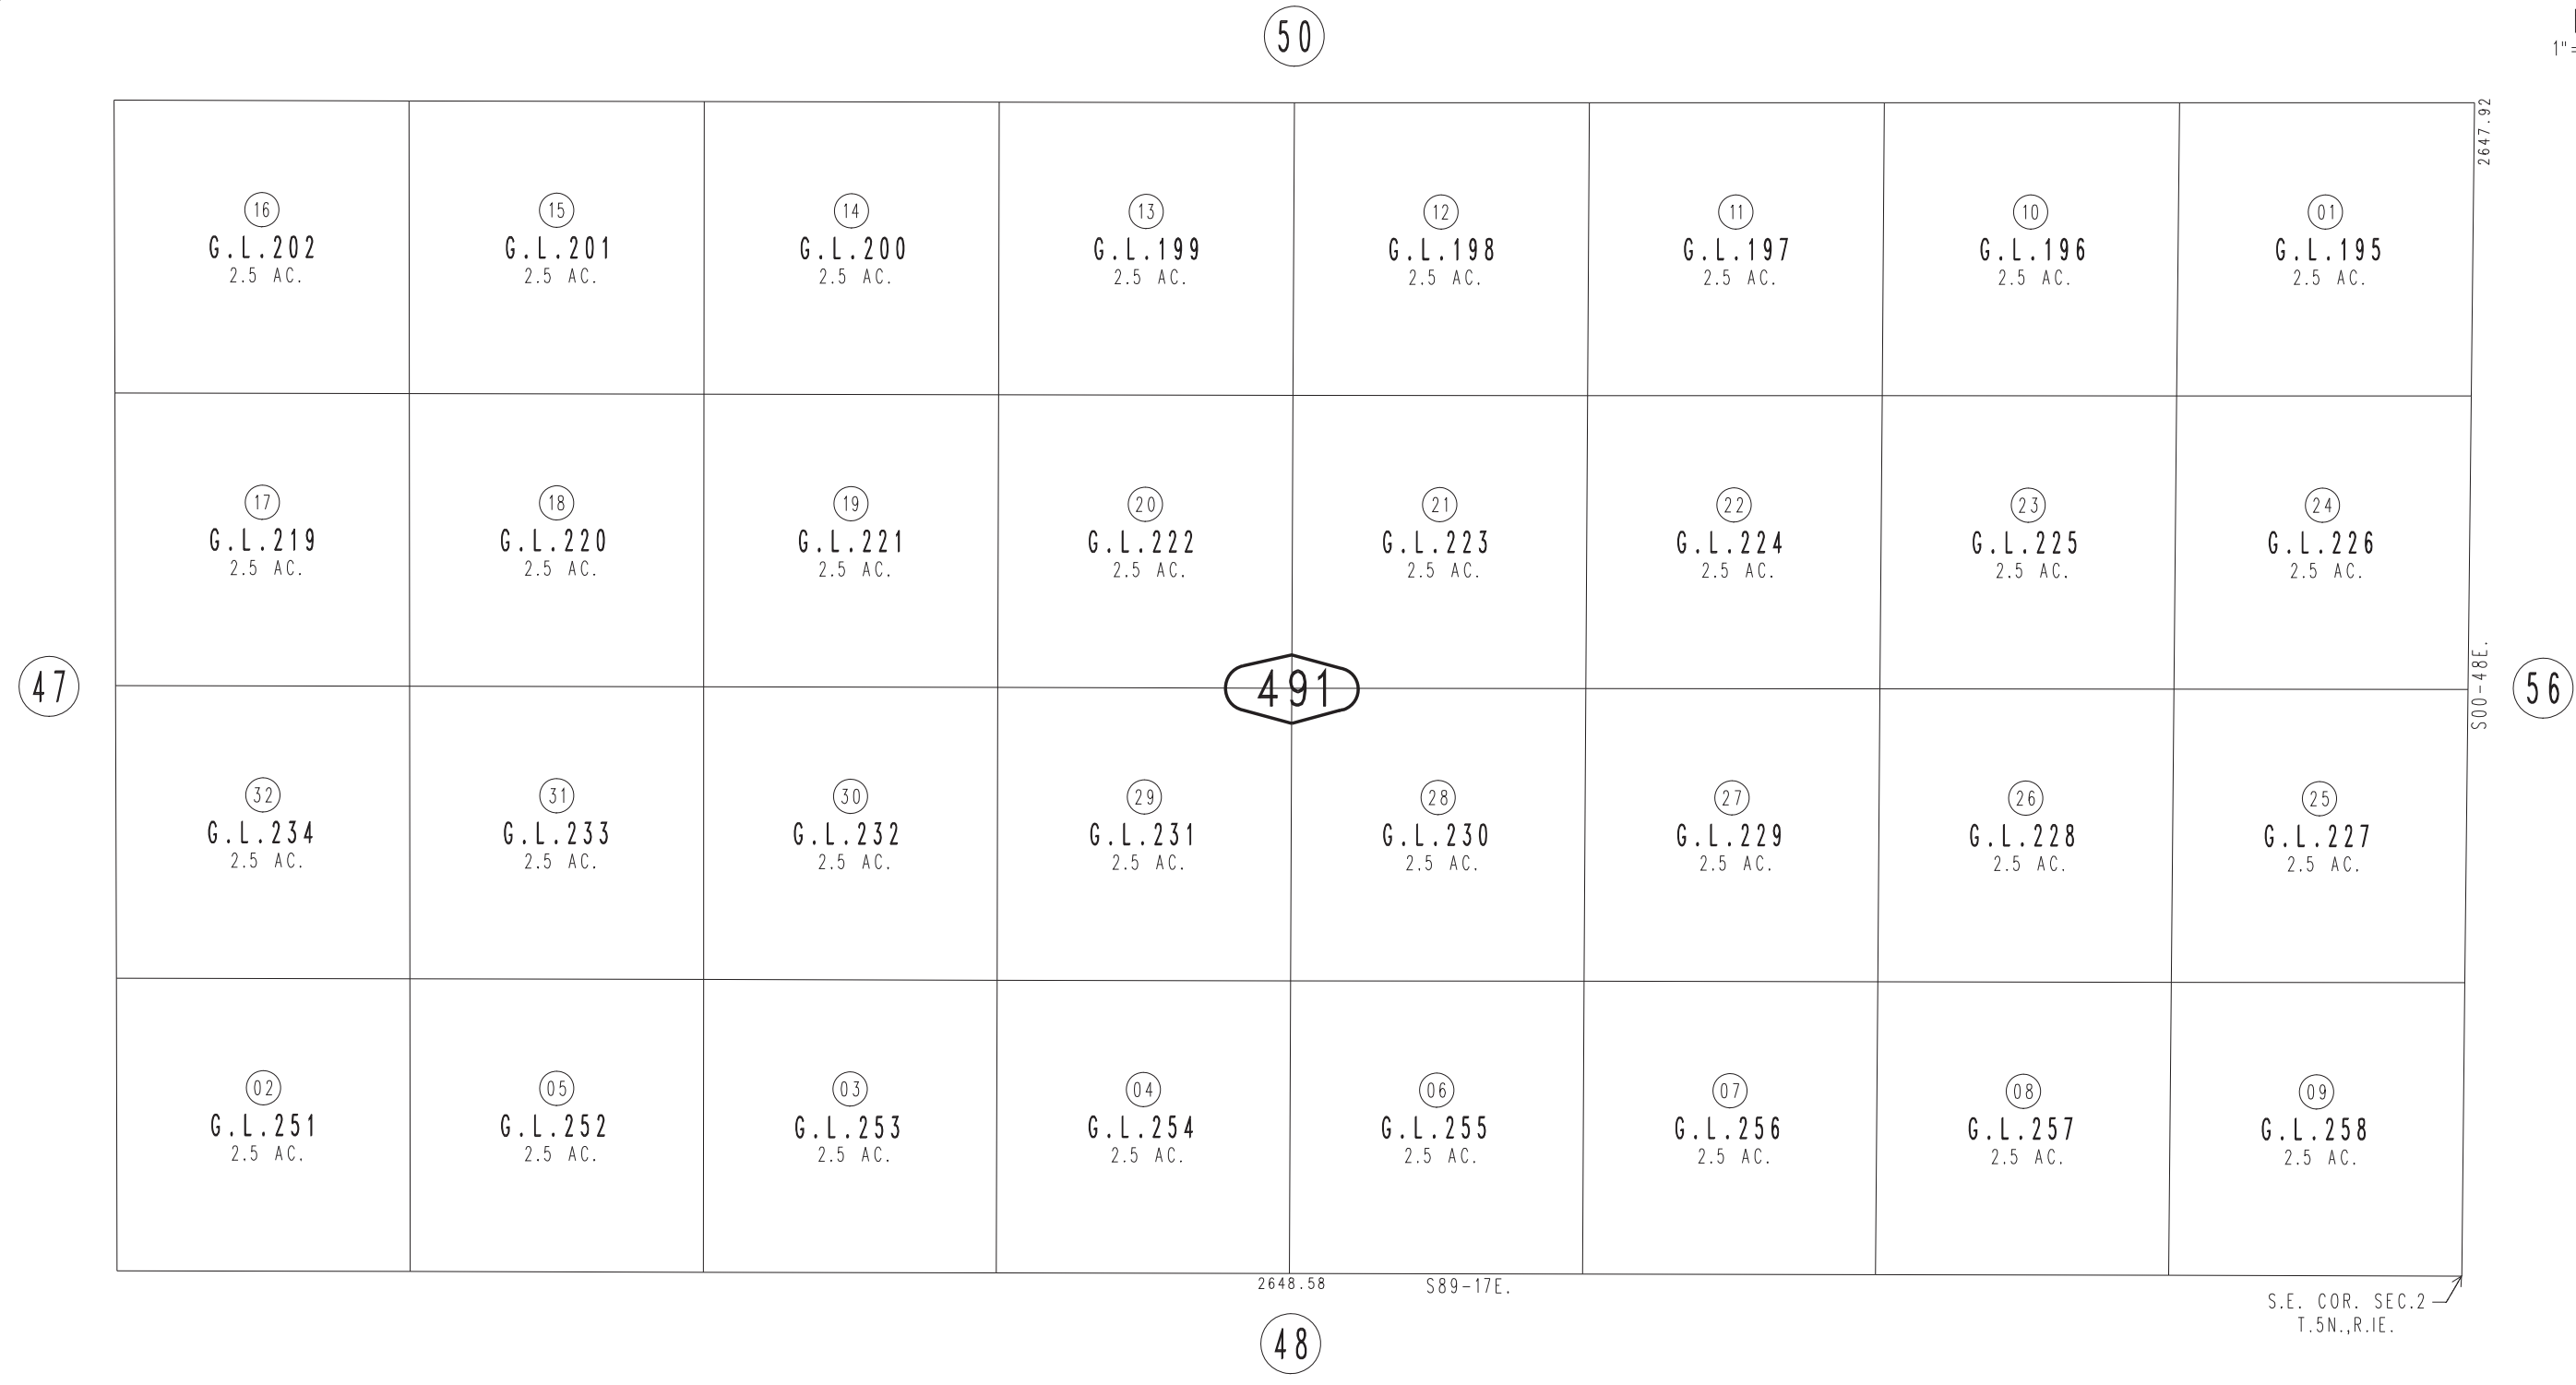 50
1"=
2647.92
16
G.L.202
2.5 AC.
15
G.L.201
2.5 AC.
14
G.L.200
2.5 AC.
13
G.L.199
2.5 AC.
12
G.L.198
2.5 AC.
11
G.L.197
2.5 AC.
10
G.L.196
2.5 AC.
01
G.L.195
2.5 AC.
17
G.L.219
2.5 AC.
18
G.L.220
2.5 AC.
19
G.L.221
2.5 AC.
20
G.L.222
2.5 AC.
21
G.L.223
2.5 AC.
22
G.L.224
2.5 AC.
23
G.L.225
2.5 AC.
24
G.L.226
2.5 AC.
47
491
S00-48E.
56
32
G.L.234
2.5 AC.
31
G.L.233
2.5 AC.
30
G.L.232
2.5 AC.
29
G.L.231
2.5 AC.
28
G.L.230
2.5 AC.
27
G.L.229
2.5 AC.
26
G.L.228
2.5 AC.
25
G.L.227
2.5 AC.
02
G.L.251
2.5 AC.
05
G.L.252
2.5 AC.
03
G.L.253
2.5 AC.
04
G.L.254
2.5 AC.
06
G.L.255
2.5 AC.
07
G.L.256
2.5 AC.
08
G.L.257
2.5 AC.
09
G.L.258
2.5 AC.
2648.58 S89-17E.
S.E. COR. SEC.2
T.5N.,R.IE.
48